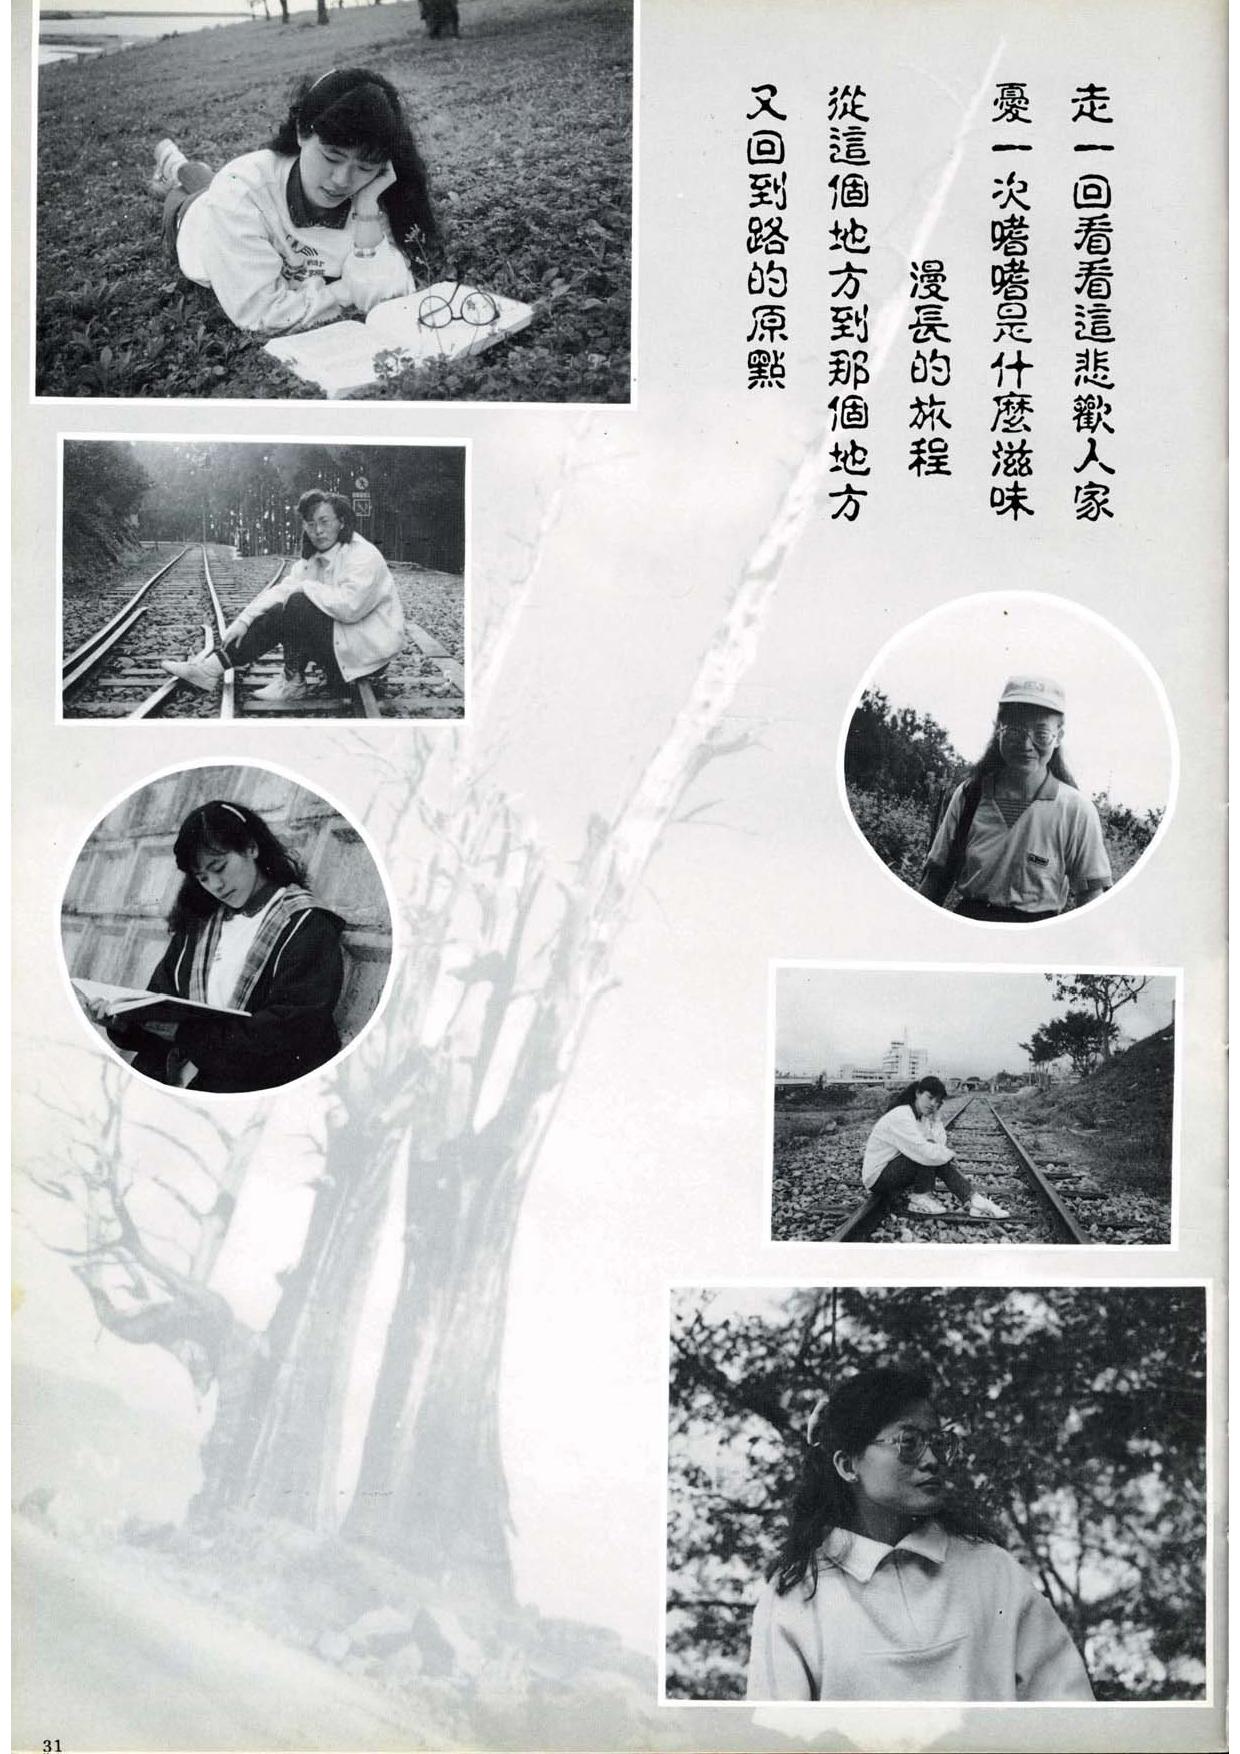 走一回看看這悲歡人家
憂一次嗜嗜是什麼滋味
漫長的旅程
從這個地方到那個地方
又回到路的原點
31